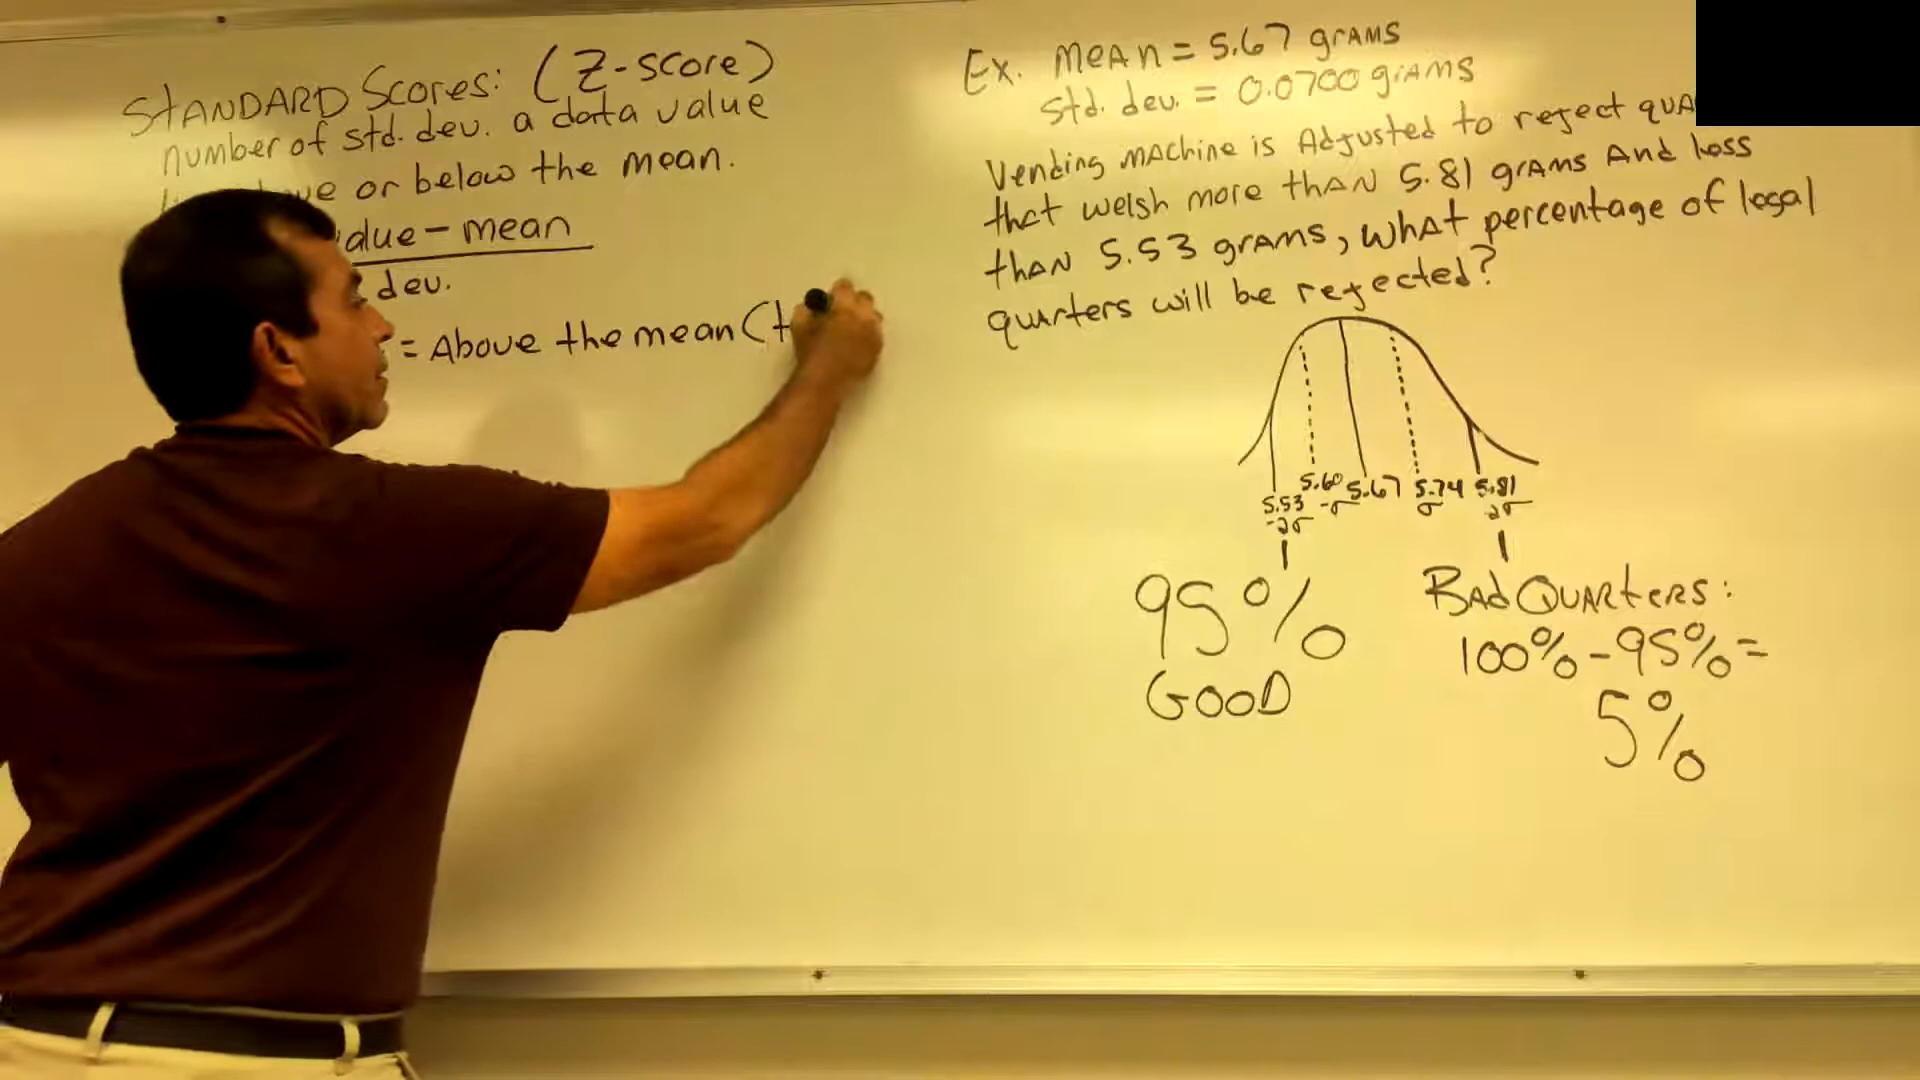 STANDARD Scores: (Z-score)
number of std. dev. a data value
or below the mean.
value - mean
dev.
= Above the mean (+
Ex. mean = 5.67 grams
std. dev. = 0.0700 grams
Vending machine is Adjusted to reject qua
that weigh more than 5.81 grams And less
than 5.53 grams, what percentage of legal
quarters will be rejected?
5.53 5.60 5.67 5.74 5.81
-2σ -σ σ 2σ
95%
GOOD
Bad Quarters:
100% - 95% =
5%